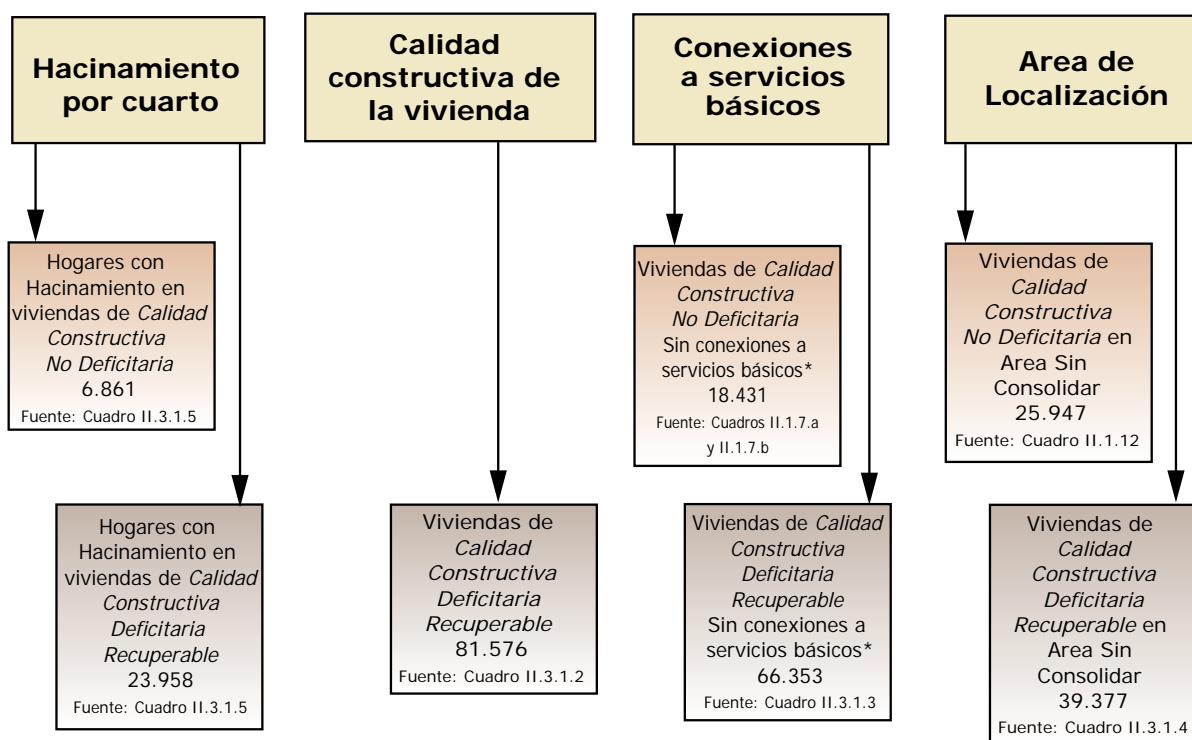 Hacinamiento
por cuarto
Calidad
constructiva de
la vivienda
Conexiones
a servicios
básicos
Area de
Localización
Hogares con
Hacinamiento en
viviendas de Calidad
Constructiva
No Deficitaria
6.861
Fuente: Cuadro II.3.1.5
Viviendas de Calidad
Constructiva
No Deficitaria
Sin conexiones a
servicios básicos*
18.431
Fuente: Cuadros II.1.7.a
y II.1.7.b
Viviendas de
Calidad
Constructiva
No Deficitaria en
Area Sin
Consolidar
25.947
Fuente: Cuadro II.1.12
Hogares con
Hacinamiento en
viviendas de Calidad
Constructiva
Deficitaria
Recuperable
23.958
Fuente: Cuadro II.3.1.5
Viviendas de
Calidad
Constructiva
Deficitaria
Recuperable
81.576
Fuente: Cuadro II.3.1.2
Viviendas de Calidad
Constructiva
Deficitaria
Recuperable
Sin conexiones a
servicios básicos*
66.353
Fuente: Cuadro II.3.1.3
Viviendas de
Calidad
Constructiva
Deficitaria
Recuperable en
Area Sin
Consolidar
39.377
Fuente: Cuadro II.3.1.4